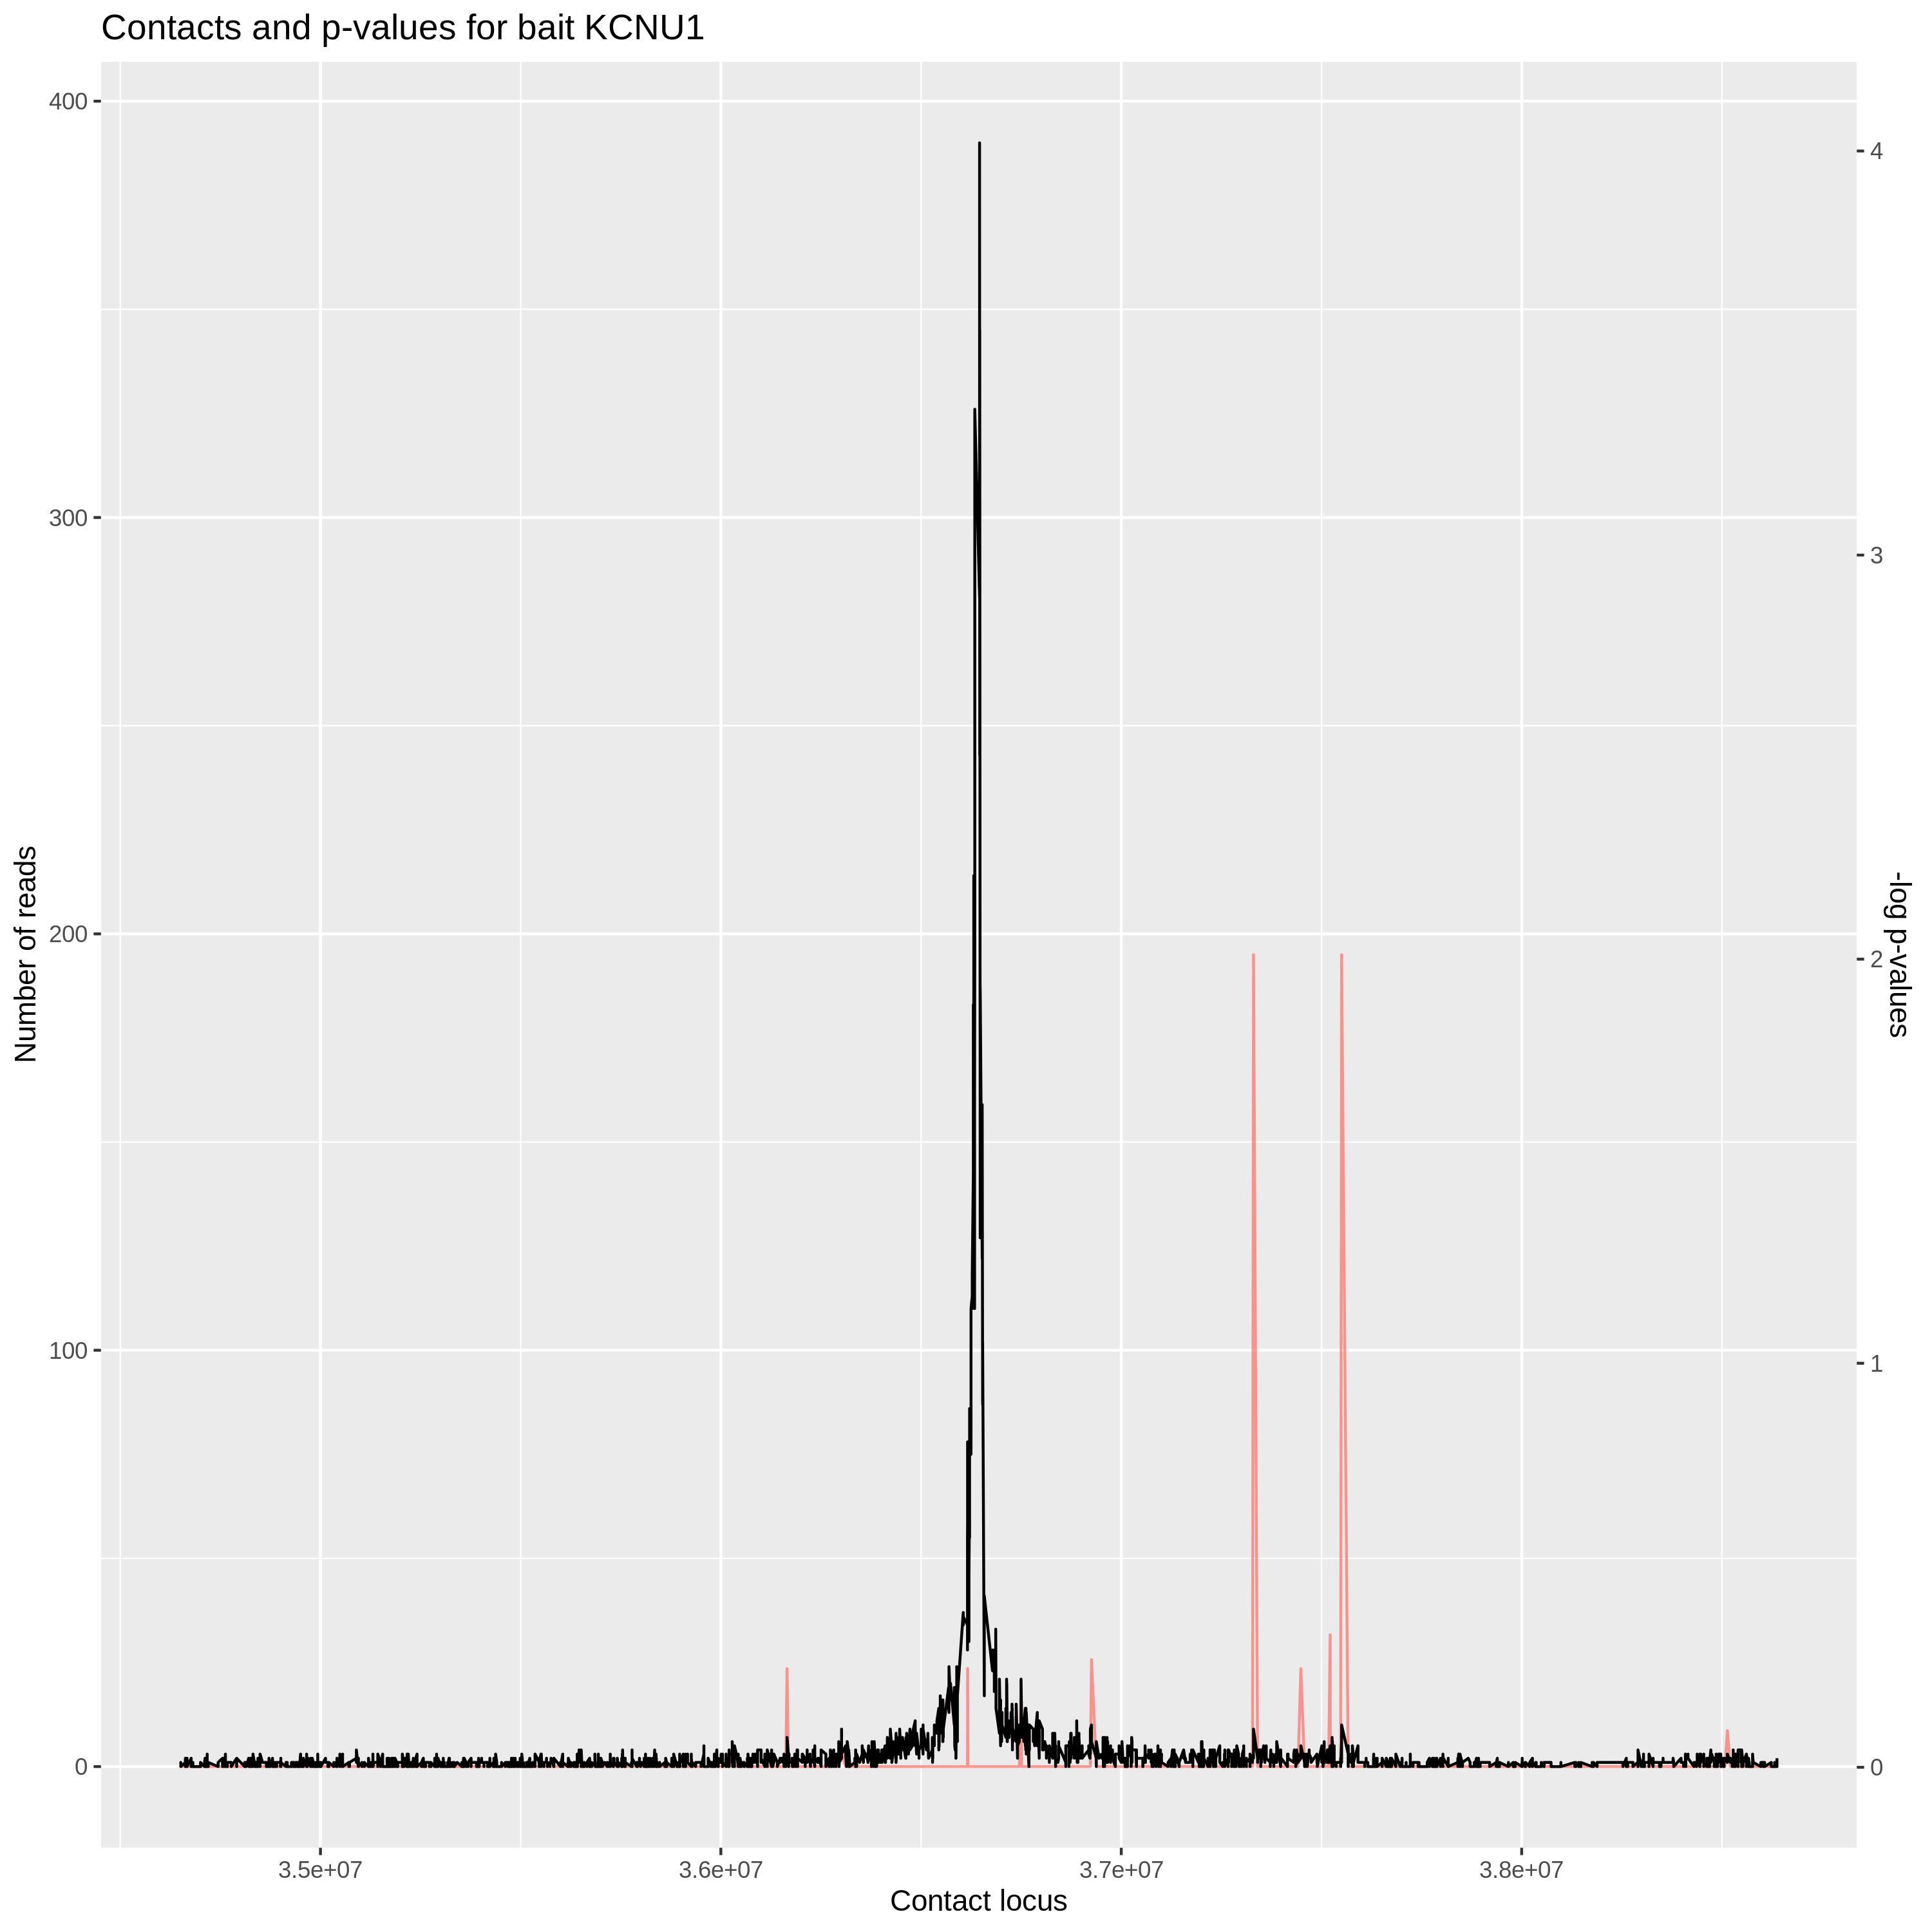 Contacts and p-values for bait KCNU1
400
300
200
100
0
Number of reads
4
3
2
1
0
-log p-values
3.5e+07 3.6e+07 3.7e+07 3.8e+07
Contact locus